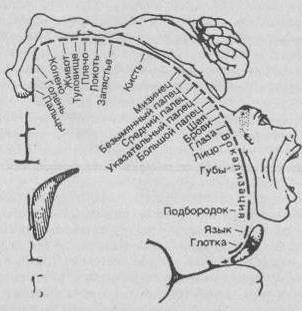 Пальцы
Голень
Колено
Живот
Туловище
Плечо
Локоть
Запястье
Кисть
Мизинец
Безымянный палец
Средний палец
Указательный палец
Большой палец
Шея
Брови
Глаза
Лицо
Губы
Вокализация
Подбородок
Язык
Глотка